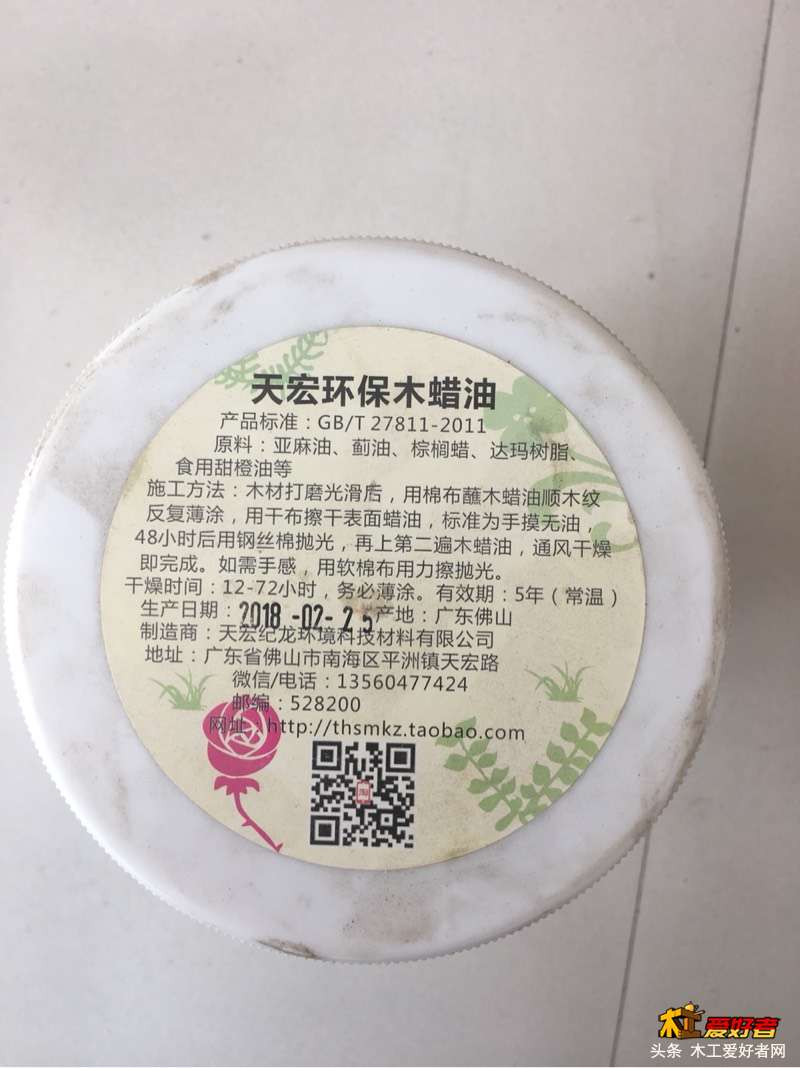 天宏环保木蜡油
产品标准：GB/T 27811-2011
原料：亚麻油、蓟油、棕榈蜡、达玛树脂、
食用甜橙油等
施工方法：木材打磨光滑后，用棉布蘸木蜡油顺木纹
反复薄涂，用干布擦干表面蜡油，标准为手摸无油，
48小时后用钢丝棉抛光，再上第二遍木蜡油，通风干燥
即完成。如需手感，用软棉布用力擦抛光。
干燥时间：12-72小时，务必薄涂。有效期：5年（常温）
生产日期：2018-02-25 产地：广东佛山
制造商：天宏纪龙环境科技材料有限公司
地址：广东省佛山市南海区平洲镇天宏路
微信/电话：13560477424
邮编：528200
网址：http://thsmkz.taobao.com
淘
木工爱好者
头条 木工爱好者网